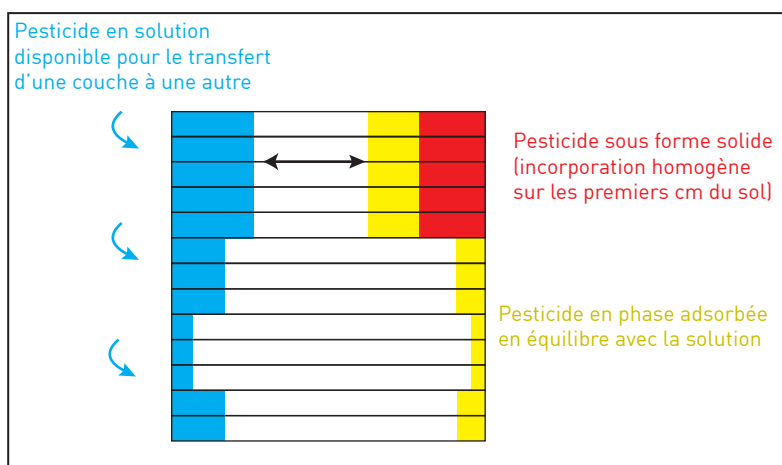 Pesticide en solution
disponible pour le transfert
d'une couche à une autre
Pesticide sous forme solide
(incorporation homogène
sur les premiers cm du sol)
Pesticide en phase adsorbée
en équilibre avec la solution